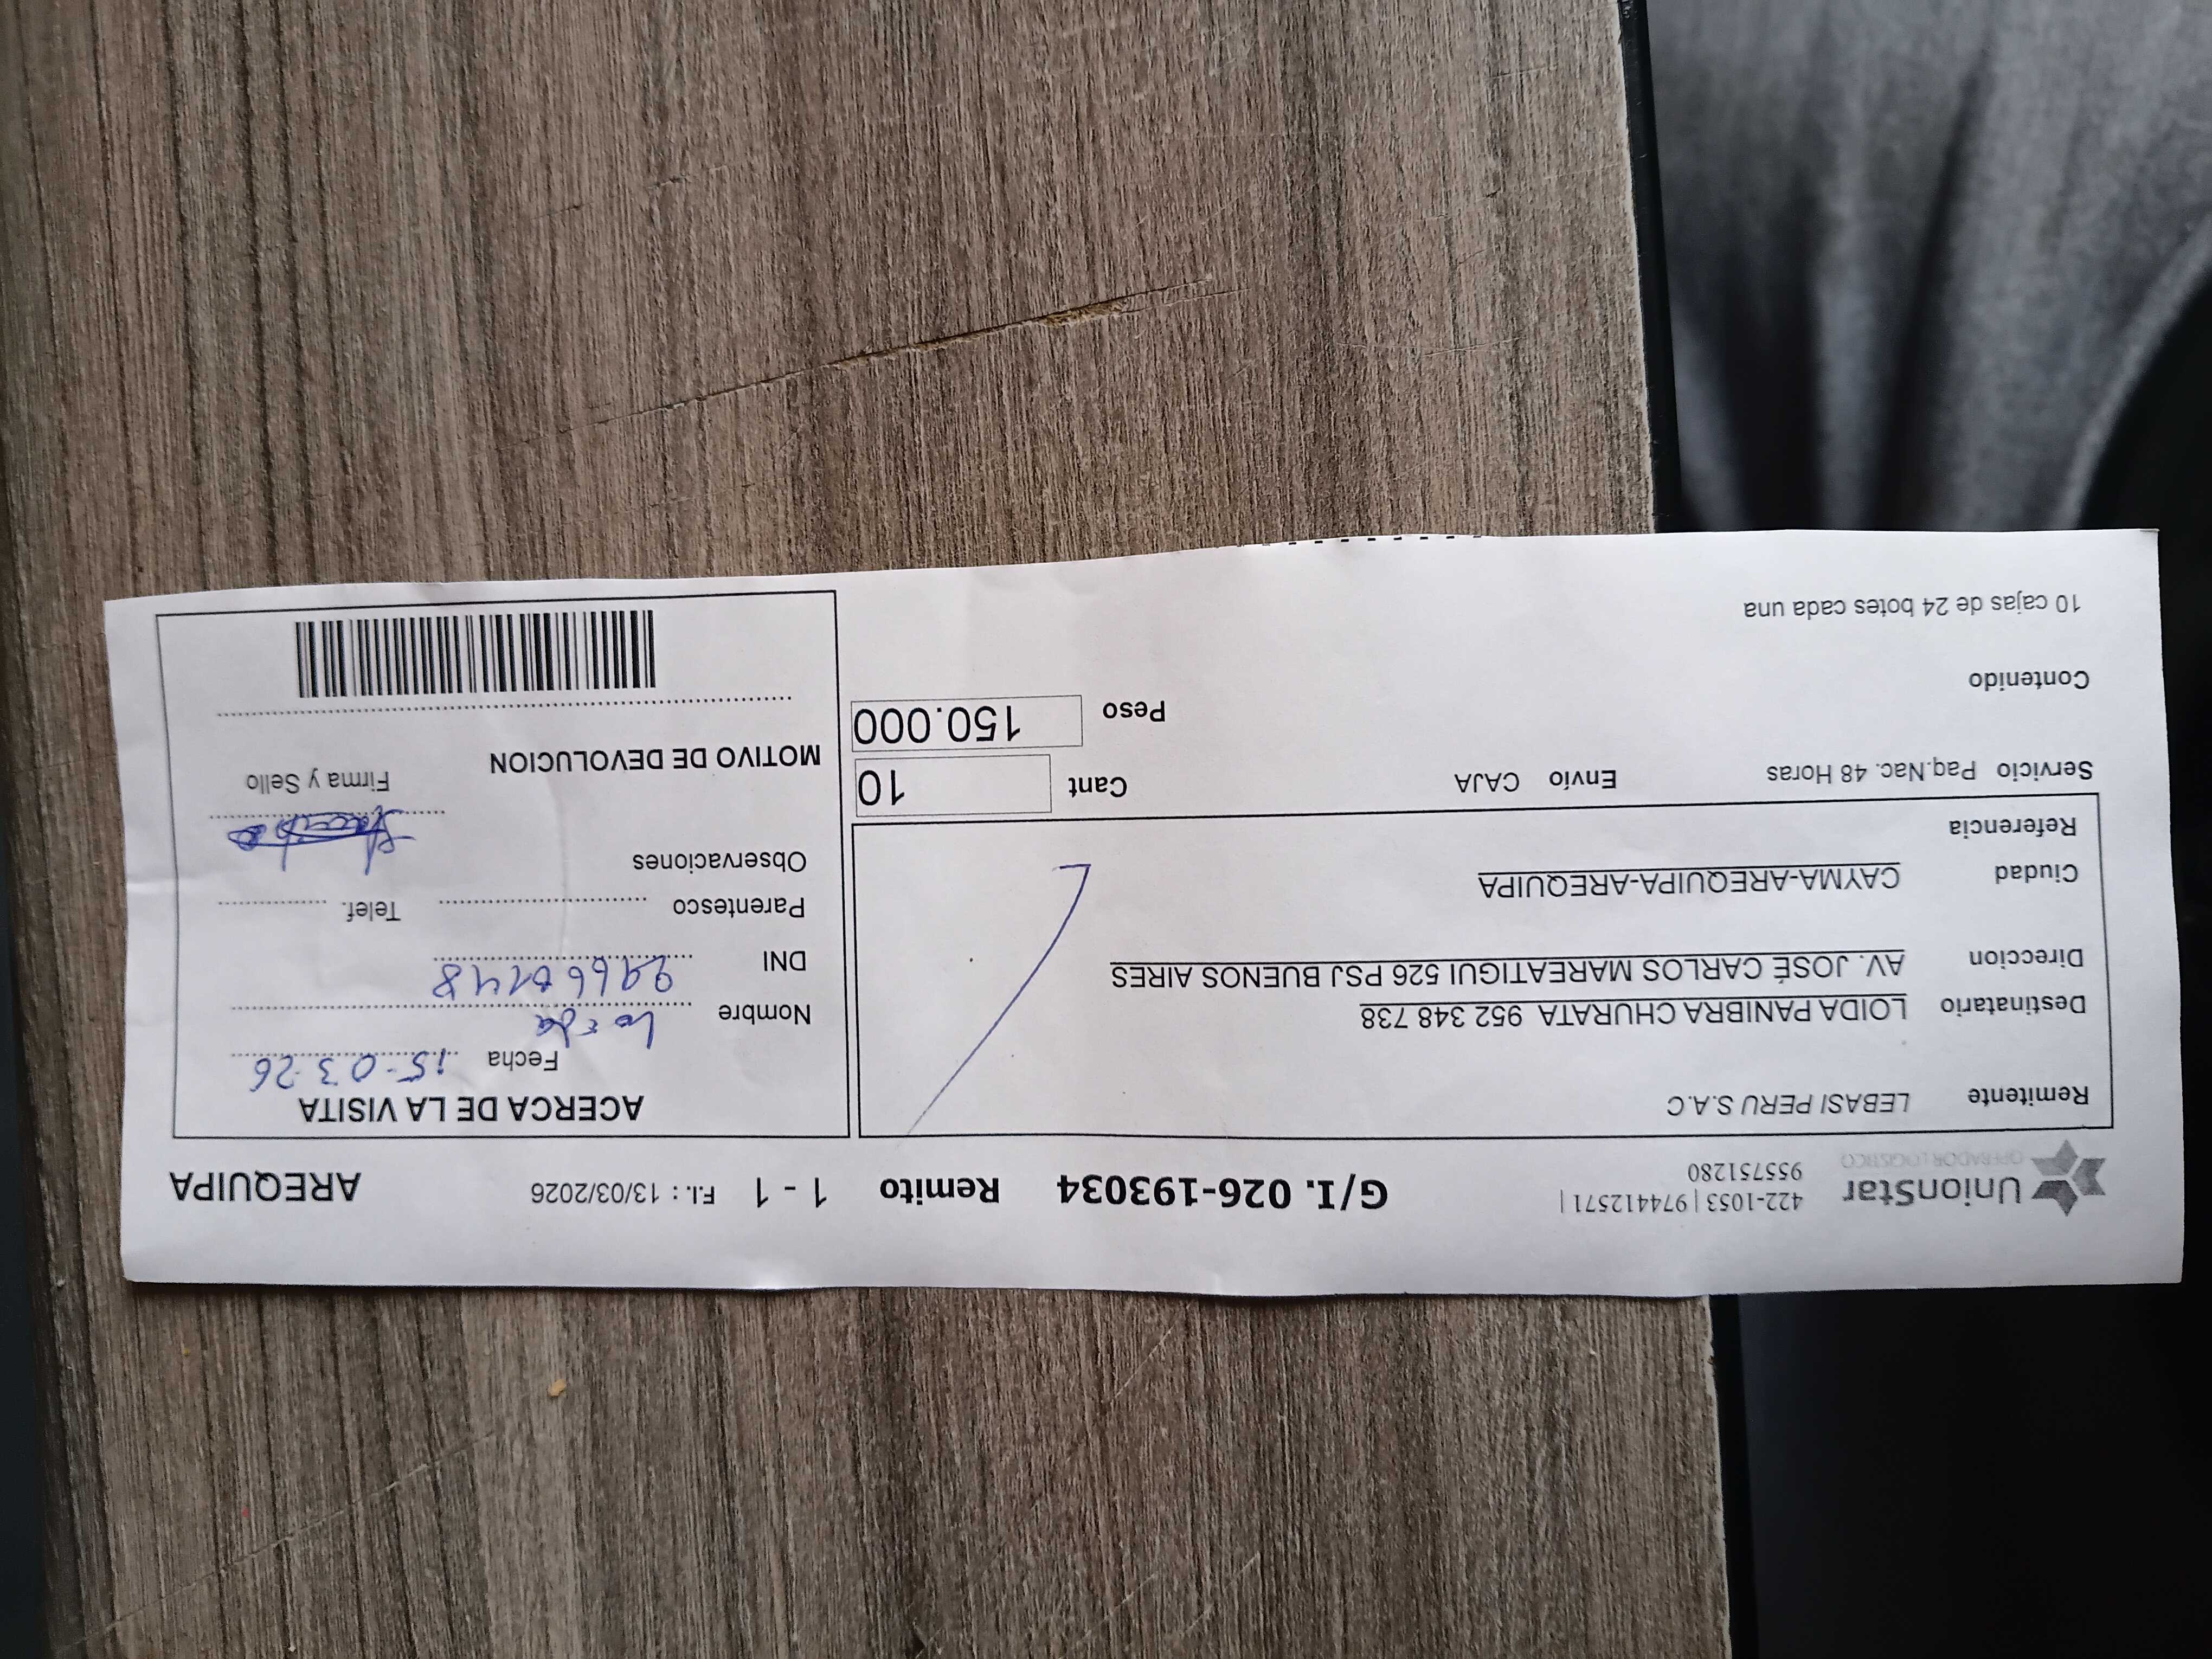 UnionStar
OPERADOR LOGISTICO
422-1053 | 974412571 |
955751280
G/I. 026-193034 Remito 1 - 1 F.I. : 13/03/2026 AREQUIPA
Remitente LEBASI PERU S.A.C
Destinatario LOIDA PANIBRA CHURATA 952 348 738
Direccion AV. JOSÉ CARLOS MAREATIGUI 526 PSJ BUENOS AIRES
Ciudad CAYMA-AREQUIPA-AREQUIPA
Referencia
Servicio Paq.Nac. 48 Horas Envío CAJA Cant 10
Peso 150.000
Contenido
10 cajas de 24 botes cada una
ACERCA DE LA VISITA
Fecha 15-03-26
Nombre
DNI
Parentesco Telef.
Observaciones
Firma y Sello
MOTIVO DE DEVOLUCION